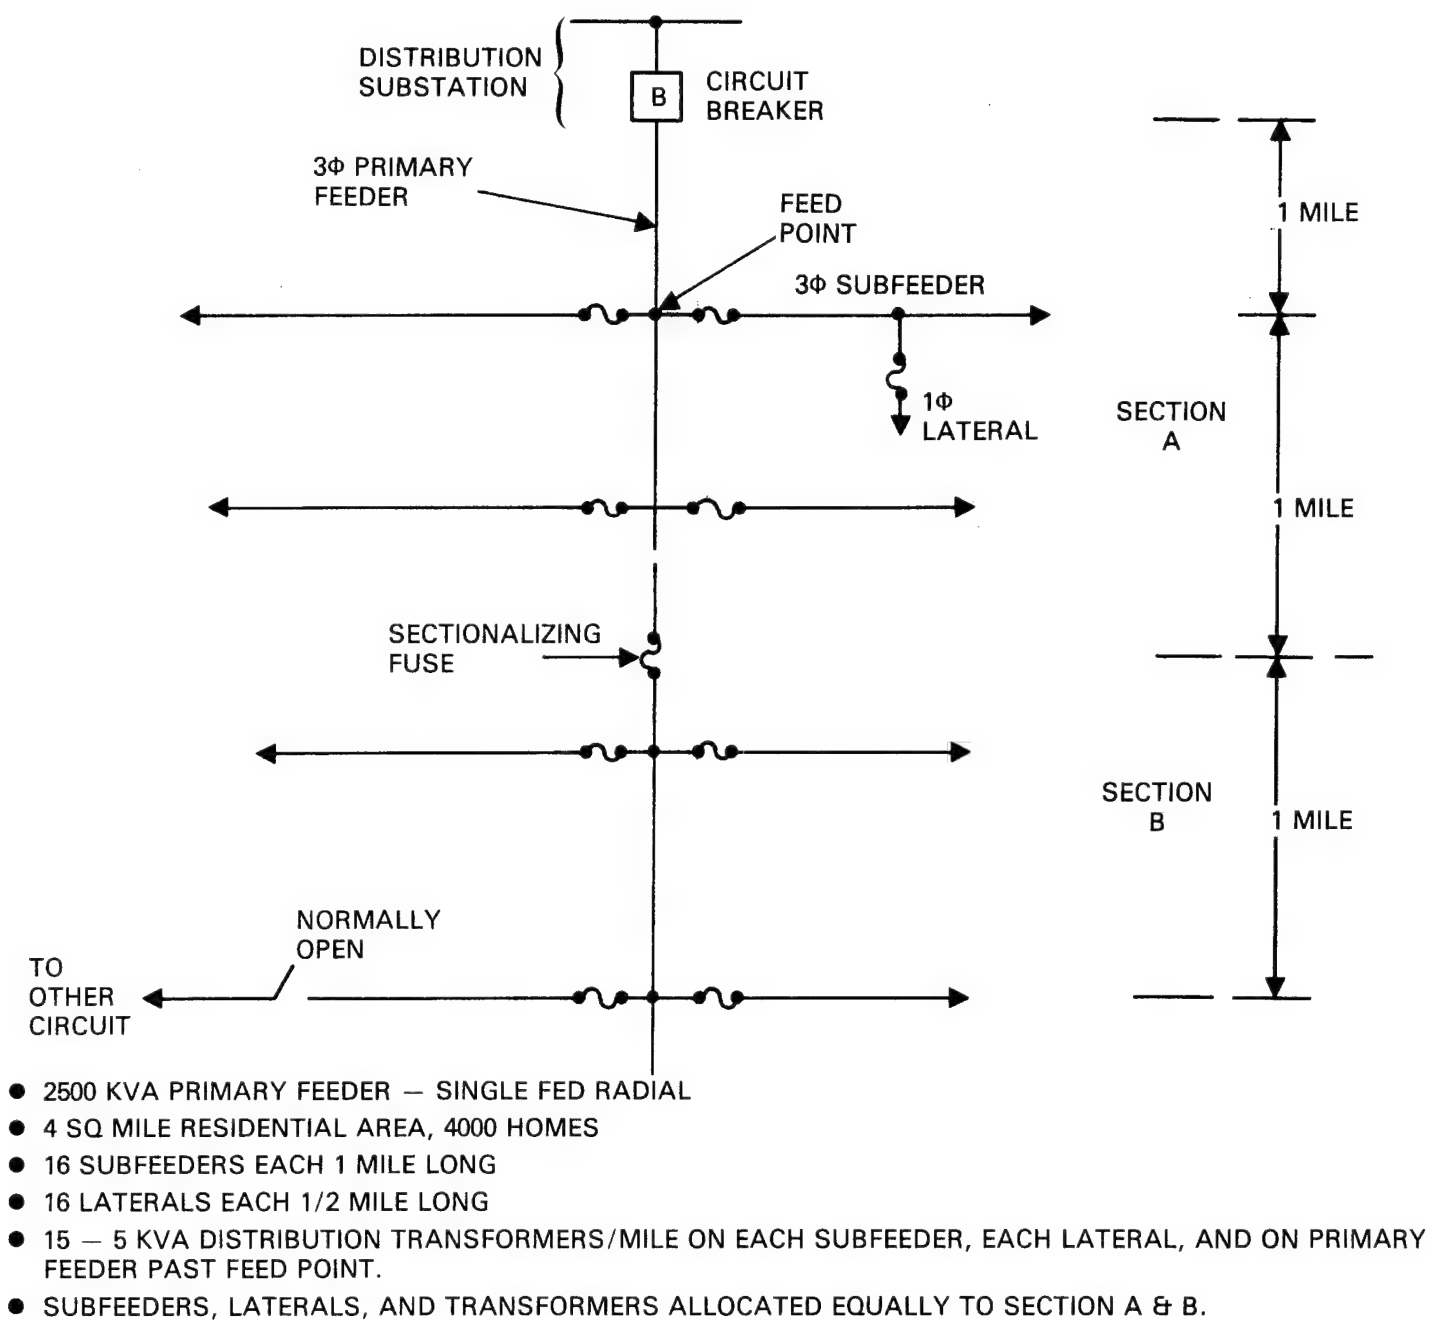 DISTRIBUTION
SUBSTATION
B
CIRCUIT
BREAKER
3Φ PRIMARY
FEEDER
FEED
POINT
1 MILE
3Φ SUBFEEDER
1Φ
LATERAL
SECTION
A
1 MILE
SECTIONALIZING
FUSE
SECTION
B
1 MILE
NORMALLY
OPEN
TO
OTHER
CIRCUIT
● 2500 KVA PRIMARY FEEDER — SINGLE FED RADIAL
● 4 SQ MILE RESIDENTIAL AREA, 4000 HOMES
● 16 SUBFEEDERS EACH 1 MILE LONG
● 16 LATERALS EACH 1/2 MILE LONG
● 15 — 5 KVA DISTRIBUTION TRANSFORMERS/MILE ON EACH SUBFEEDER, EACH LATERAL, AND ON PRIMARY
FEEDER PAST FEED POINT.
● SUBFEEDERS, LATERALS, AND TRANSFORMERS ALLOCATED EQUALLY TO SECTION A & B.